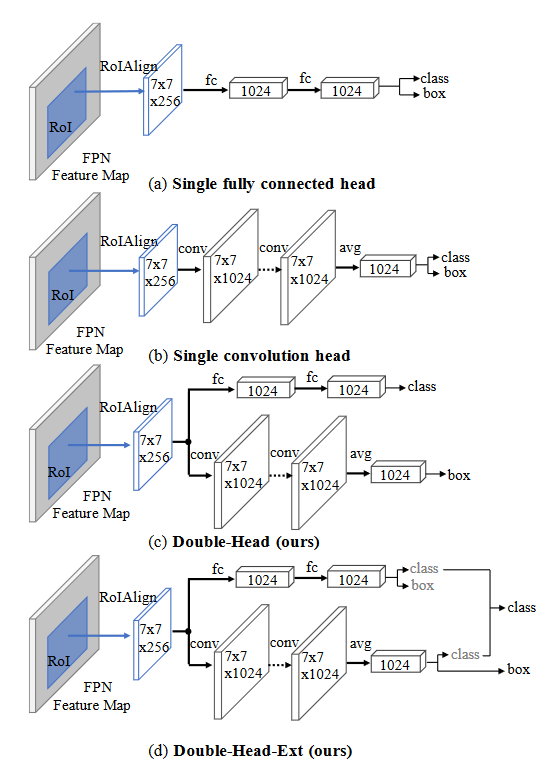 RoIAlign
7x7
x256
fc
1024
fc
1024
class
box
RoI
FPN
Feature Map
(a) Single fully connected head
RoIAlign
7x7
x256
conv
7x7
x1024
conv
7x7
x1024
avg
1024
class
box
RoI
FPN
Feature Map
(b) Single convolution head
RoIAlign
7x7
x256
fc
1024
fc
1024
class
conv
7x7
x1024
conv
7x7
x1024
avg
1024
box
RoI
FPN
Feature Map
(c) Double-Head (ours)
RoIAlign
7x7
x256
fc
1024
fc
1024
class
box
class
conv
7x7
x1024
conv
7x7
x1024
avg
1024
class
box
RoI
FPN
Feature Map
(d) Double-Head-Ext (ours)